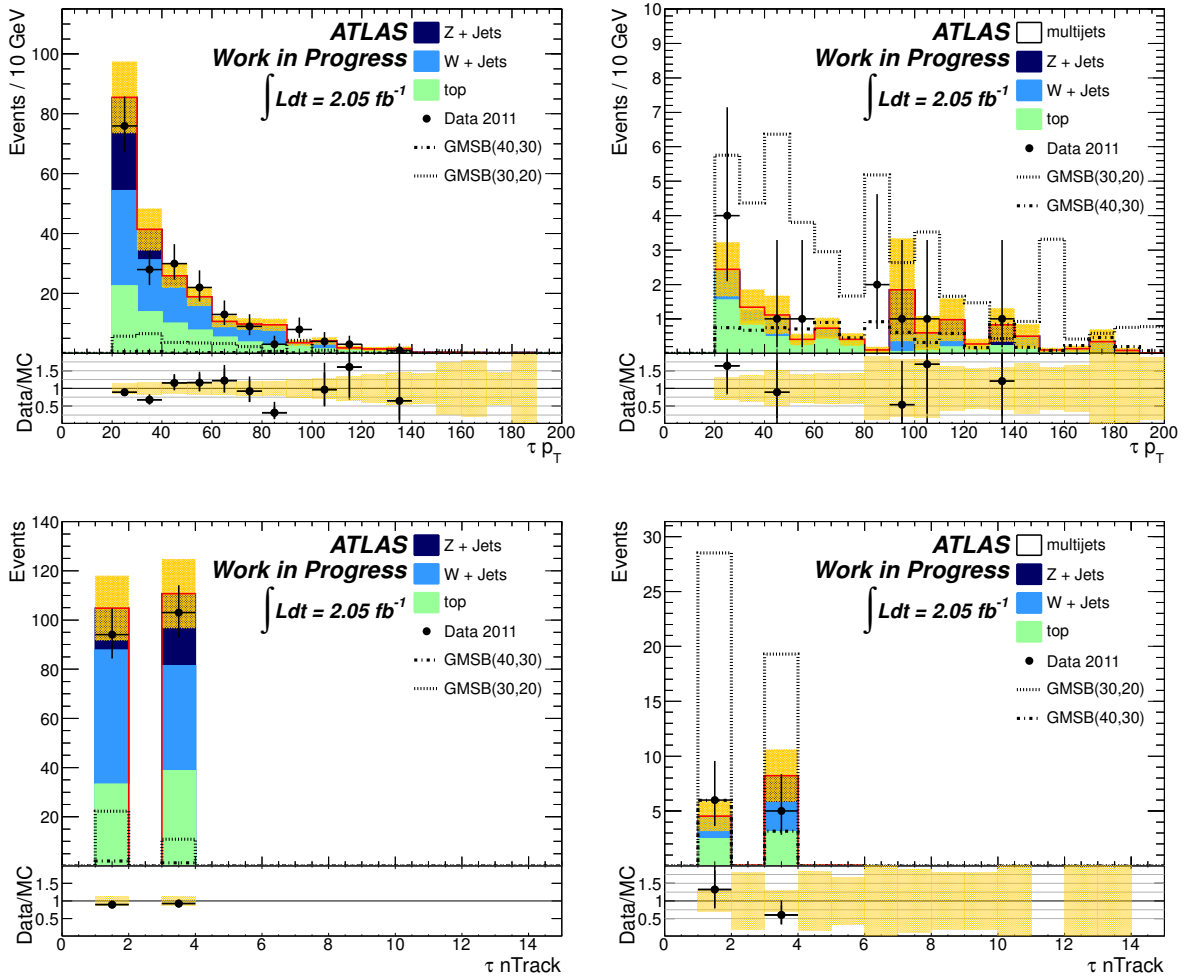 Events / 10 GeV
100
80
60
40
20
ATLAS
Work in Progress
∫ Ldt = 2.05 fb⁻¹
Z + Jets
W + Jets
top
Data 2011
GMSB(40,30)
GMSB(30,20)
Data/MC
1.5
1
0.5
0 20 40 60 80 100 120 140 160 180 200
τ p_T
Events / 10 GeV
10
9
8
7
6
5
4
3
2
1
ATLAS
Work in Progress
∫ Ldt = 2.05 fb⁻¹
multijets
Z + Jets
W + Jets
top
Data 2011
GMSB(30,20)
GMSB(40,30)
Data/MC
1.5
1
0.5
0 20 40 60 80 100 120 140 160 180 200
τ p_T
Events
140
120
100
80
60
40
20
ATLAS
Work in Progress
∫ Ldt = 2.05 fb⁻¹
Z + Jets
W + Jets
top
Data 2011
GMSB(40,30)
GMSB(30,20)
Data/MC
1.5
1
0.5
0 2 4 6 8 10 12 14
τ nTrack
Events
30
25
20
15
10
5
ATLAS
Work in Progress
∫ Ldt = 2.05 fb⁻¹
multijets
Z + Jets
W + Jets
top
Data 2011
GMSB(30,20)
GMSB(40,30)
Data/MC
1.5
1
0.5
0 2 4 6 8 10 12 14
τ nTrack